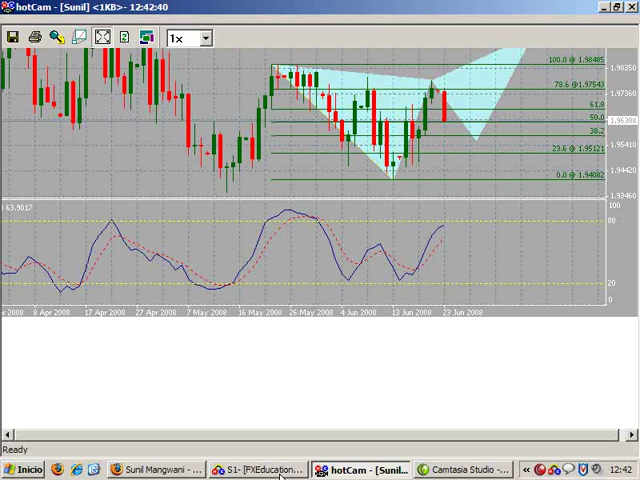 hotCam - [Sunil] <1KB>- 12:42:40
1x
100.0 @ 1.98485
1.98350
78.6 @ 1.97543
1.97360
61.8
50.0
1.96308
38.2
1.95410
23.6 @ 1.95121
1.94420
0.0 @ 1.94082
1.93460
) 63.9017
100
80
20
0
or 2008
8 Apr 2008
17 Apr 2008
27 Apr 2008
7 May 2008
16 May 2008
26 May 2008
4 Jun 2008
13 Jun 2008
23 Jun 2008
Ready
Inicio
Sunil Mangwani - ...
S1- [FXEducation...
hotCam - [Sunil...
Camtasia Studio -...
12:42